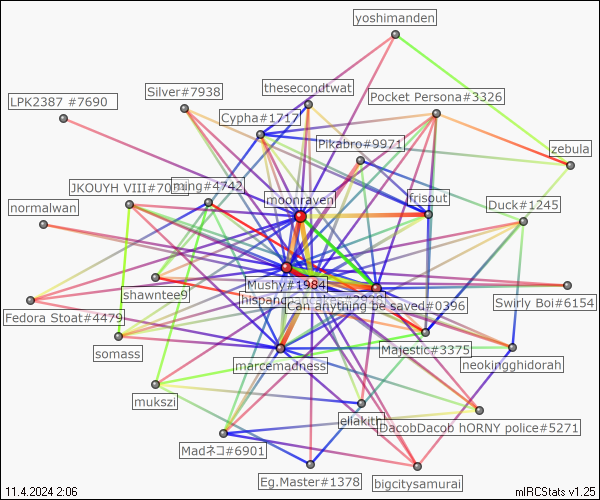 yoshimanden
thesecondtwat
Silver#7938
Pocket Persona#3326
LPK2387 #7690
Cypha#1717
Pikabro#9971
zebula
JKOUYH VIII#70
ming#4742
moonraven
frisout
Duck#1245
normalwan
Mushy#1984
shawntee9
Can anything be saved#0396
Swirly Boi#6154
Fedora Stoat#4479
somass
Majestic#3375
marcemadness
neokingghidorah
mukszi
eliakith
DacobDacob hORNY police#5271
Madネコ#6901
Eg.Master#1378
bigcitysamurai
11.4.2024 2:06
mIRCStats v1.25